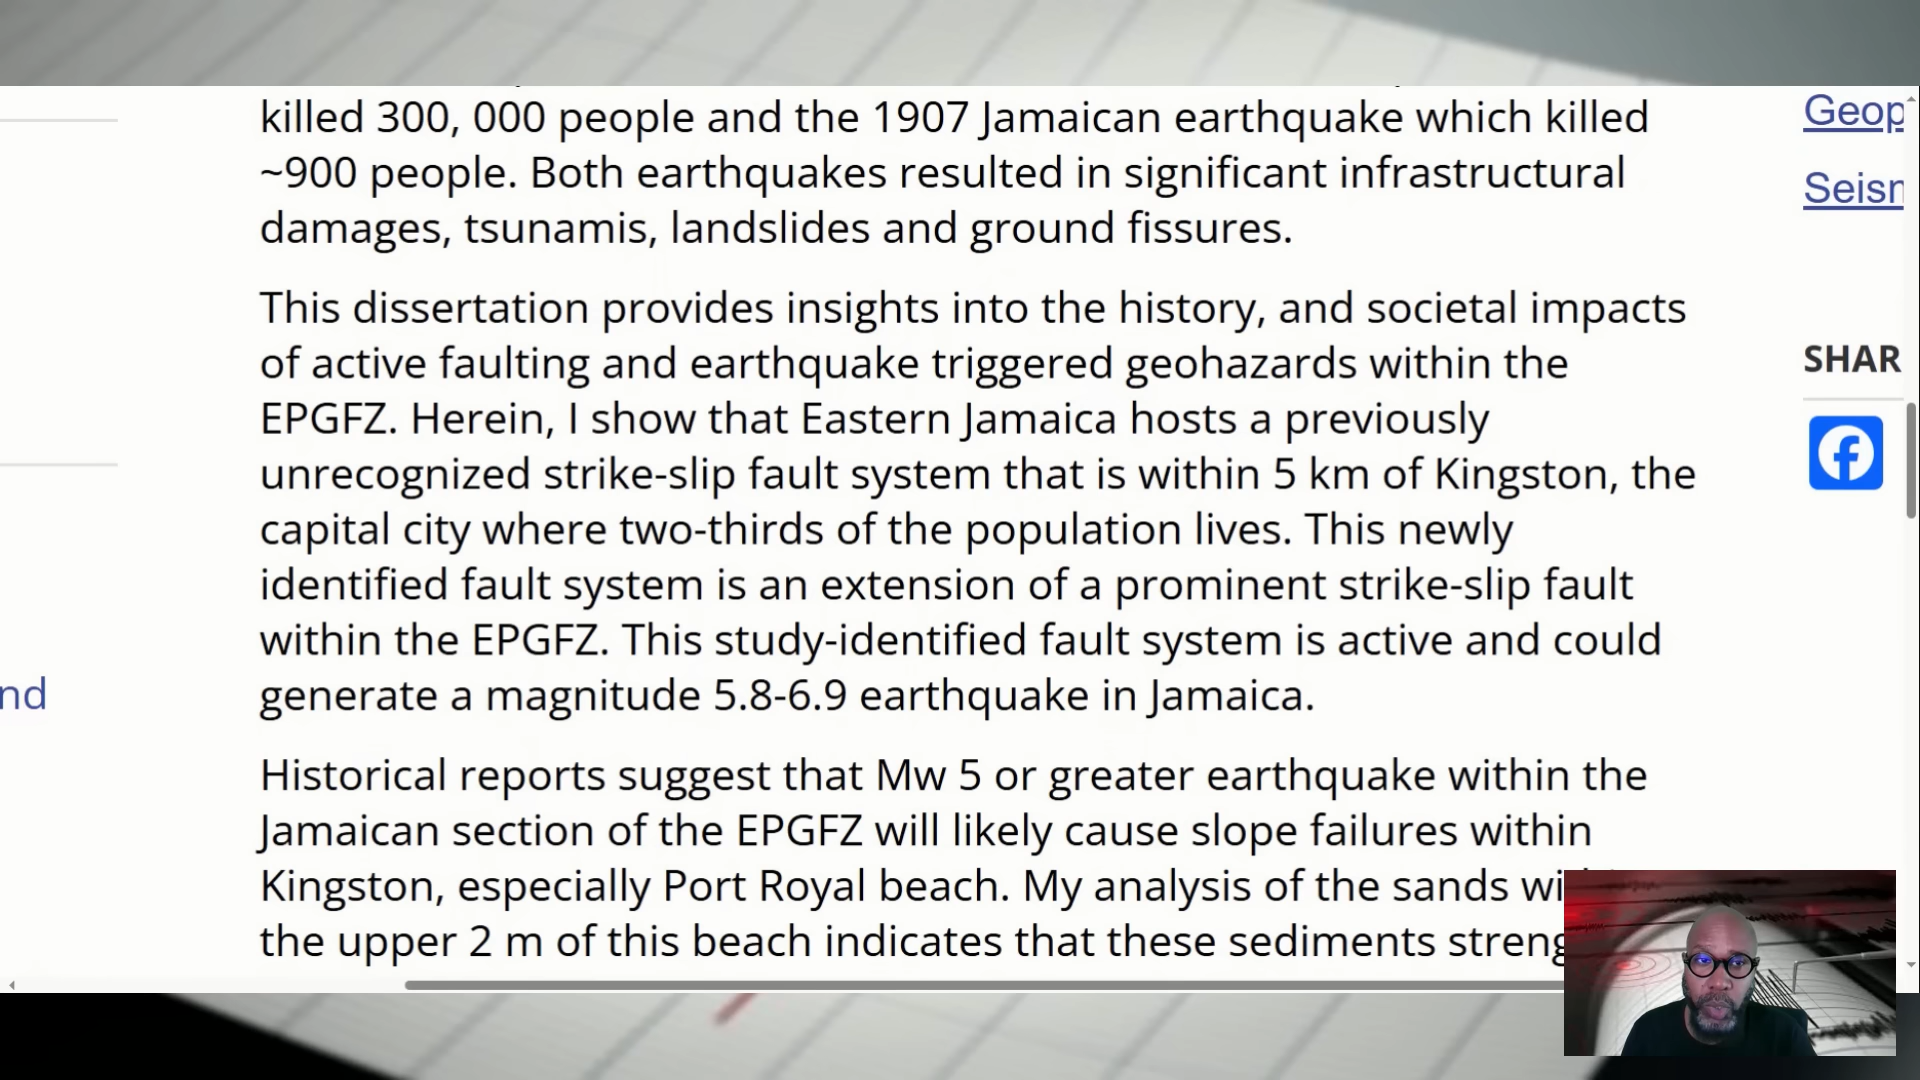 killed 300, 000 people and the 1907 Jamaican earthquake which killed
~900 people. Both earthquakes resulted in significant infrastructural
damages, tsunamis, landslides and ground fissures.
This dissertation provides insights into the history, and societal impacts
of active faulting and earthquake triggered geohazards within the
EPGFZ. Herein, I show that Eastern Jamaica hosts a previously
unrecognized strike-slip fault system that is within 5 km of Kingston, the
capital city where two-thirds of the population lives. This newly
identified fault system is an extension of a prominent strike-slip fault
within the EPGFZ. This study-identified fault system is active and could
generate a magnitude 5.8-6.9 earthquake in Jamaica.
Historical reports suggest that Mw 5 or greater earthquake within the
Jamaican section of the EPGFZ will likely cause slope failures within
Kingston, especially Port Royal beach. My analysis of the sands
the upper 2 m of this beach indicates that these sediments
nd
Geop
Seis
SHAR